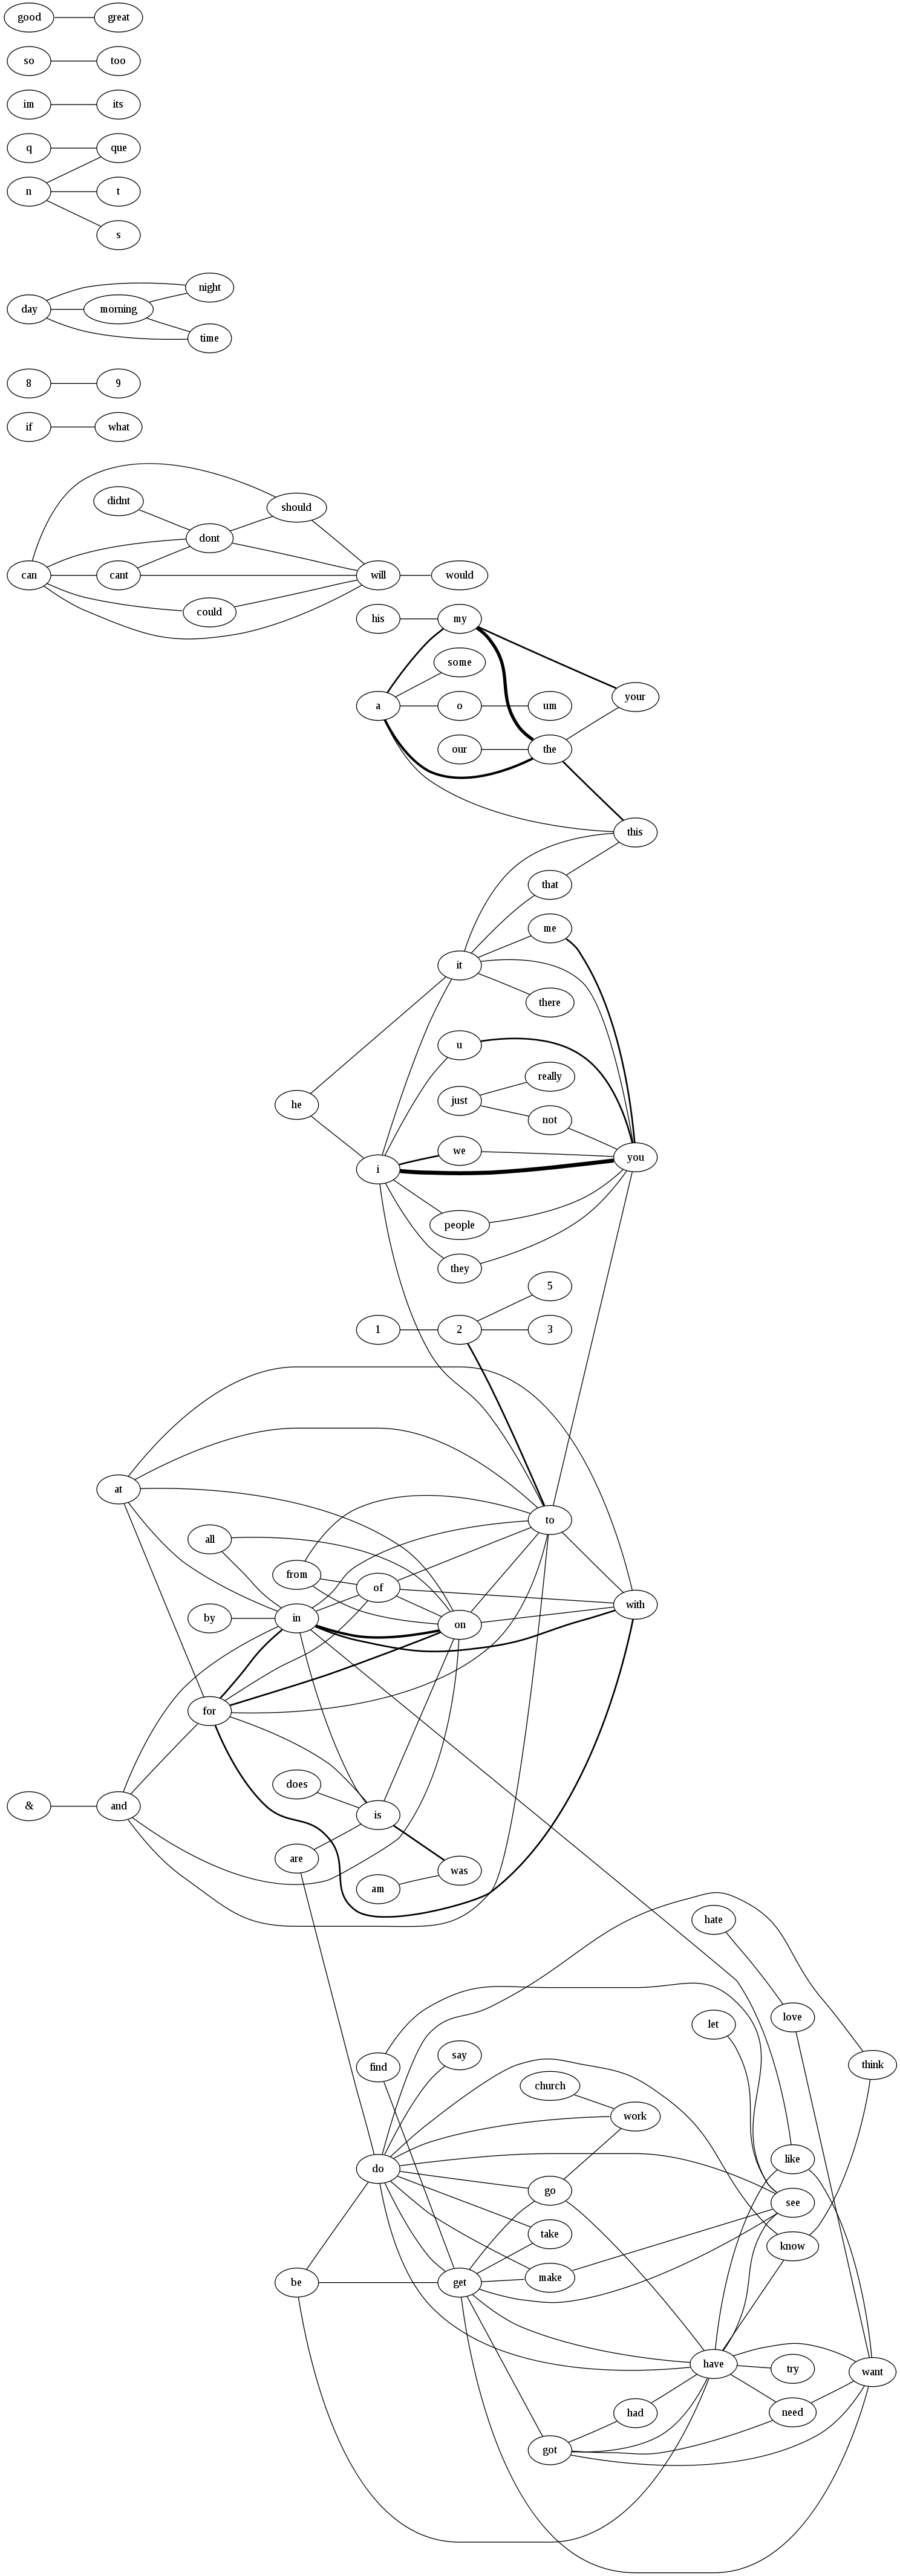 good great
so too
im its
q que
n t
s
night
day morning
time
8 9
if what
should
didnt
dont
can cant will would
could
his my
some
your
a o um
our the
this
that
me
it
there
u
really
he just
not
we you
i
people
they
5
1 2 3
at
to
all
from
of
by in on with
for
does
& and is
are
was
am
hate
love
let
say think
find
church
work
like
do
go see
take
know
make
be get
have try want
had need
got